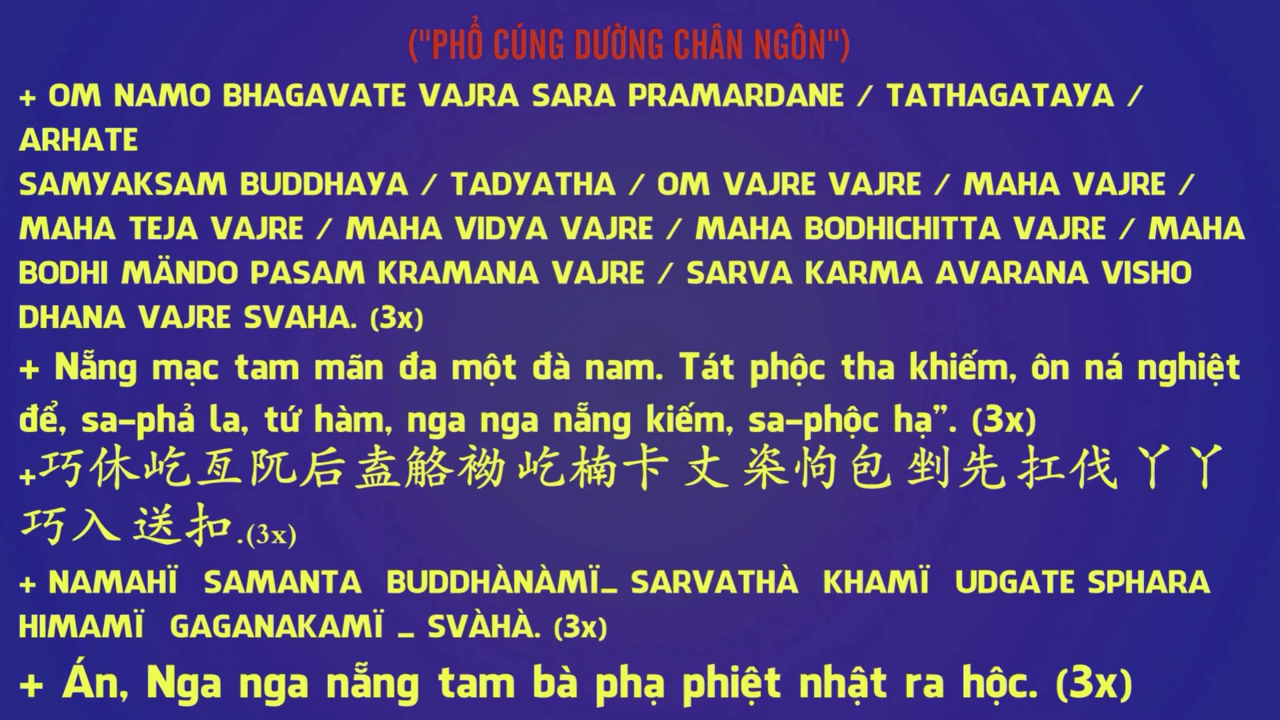 ("PHỔ CÚNG DƯỜNG CHÂN NGÔN")
+ OM NAMO BHAGAVATE VAJRA SARA PRAMARDANE / TATHAGATAYA /
ARHATE
SAMYAKSAM BUDDHAYA / TADYATHA / OM VAJRE VAJRE / MAHA VAJRE /
MAHA TEJA VAJRE / MAHA VIDYA VAJRE / MAHA BODHICHITTA VAJRE / MAHA
BODHI MÄNDO PASAM KRAMANA VAJRE / SARVA KARMA AVARANA VISHO
DHANA VAJRE SVAHA. (3x)
+ Nẵng mạc tam mãn đa một đà nam. Tát phộc tha khiếm, ôn ná nghiệt
để, sa-phả la, tứ hàm, nga nga nẵng kiếm, sa-phộc hạ”. (3x)
+巧休屹亙阢后盍觡袎屹楠卡丈 恣怐包 剉先扛伐丫丫
巧入送扣.(3x)
+ NAMAHÏ SAMANTA BUDDHÀNÀMÏ_ SARVATHÀ KHAMÏ UDGATE SPHARA
HIMAMÏ GAGANAKAMÏ _ SVÀHÀ. (3x)
+ Án, Nga nga nẵng tam bà phạ phiệt nhật ra hộc. (3x)